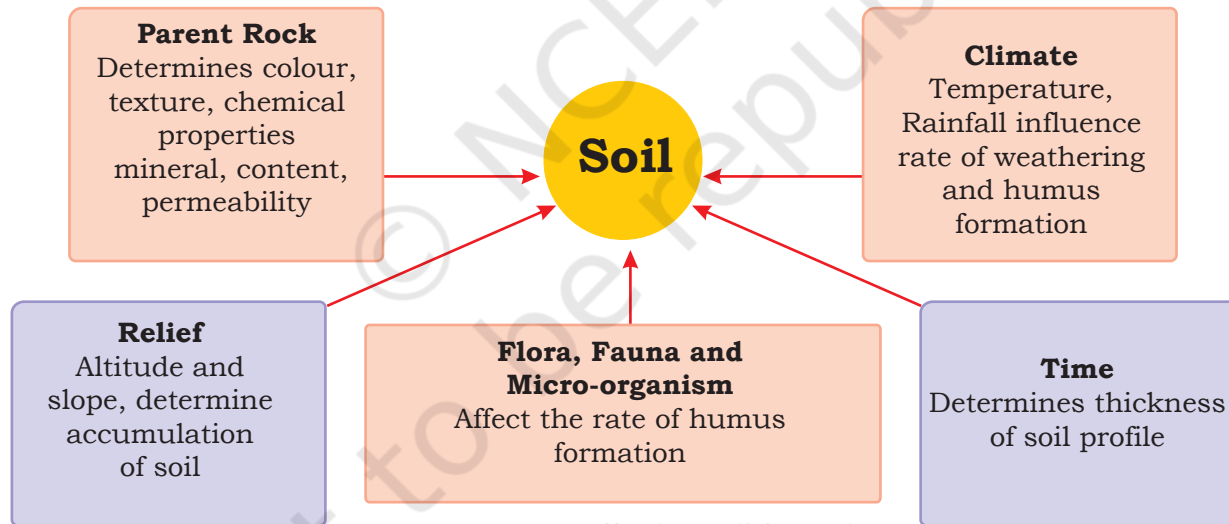 Parent Rock
Determines colour,
texture, chemical
properties
mineral, content,
permeability
Soil
Climate
Temperature,
Rainfall influence
rate of weathering
and humus
formation
Relief
Altitude and
slope, determine
accumulation
of soil
Flora, Fauna and
Micro-organism
Affect the rate of humus
formation
Time
Determines thickness
of soil profile
©
to be